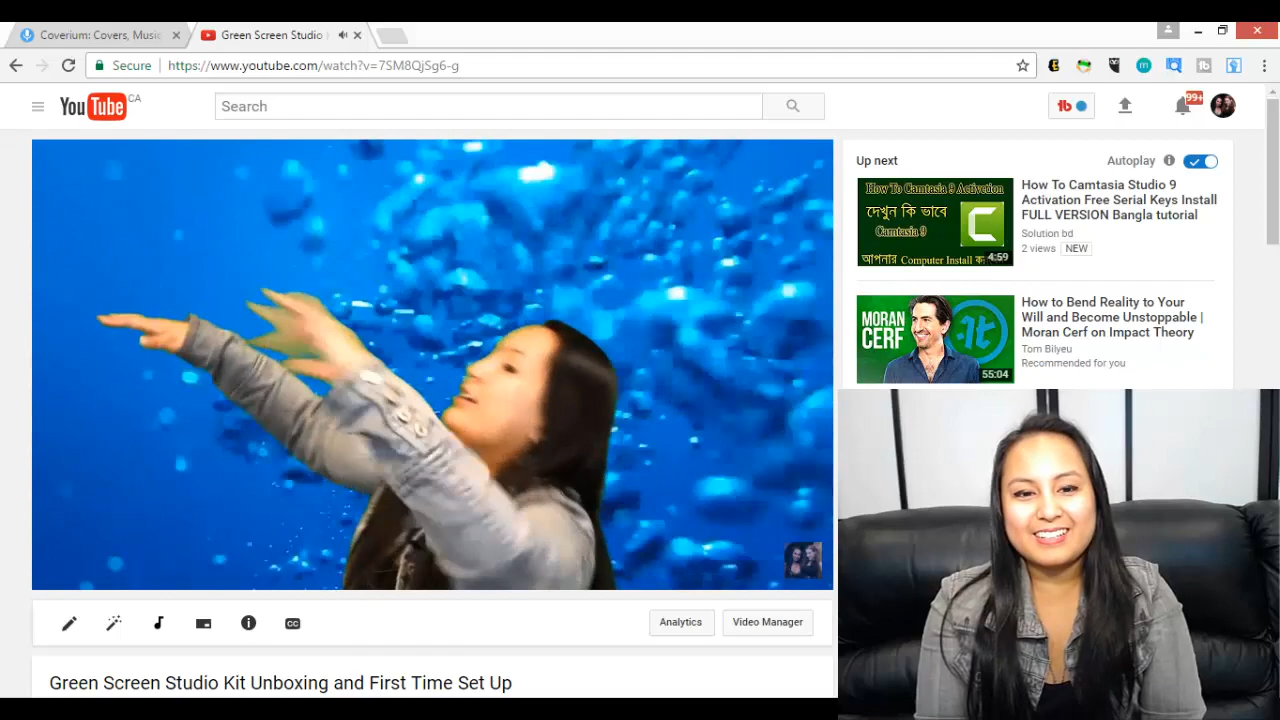 Coverium: Covers, Music
Green Screen Studio
Secure
https://www.youtube.com/watch?v=7SM8QjSg6-g
YouTube CA
Search
99+
Up next
Autoplay
How To Camtasia Studio 9 Activation Free Serial Keys Install FULL VERSION Bangla tutorial
Solution bd
2 views NEW
How To Camtasia 9 Activetion
দেখুন কি ভাবে
Camtasia 9
আপনার Computer Install
4:59
MORAN
CERF
55:04
How to Bend Reality to Your
Will and Become Unstoppable |
Moran Cerf on Impact Theory
Tom Bilyeu
Recommended for you
CC
Analytics
Video Manager
Green Screen Studio Kit Unboxing and First Time Set Up